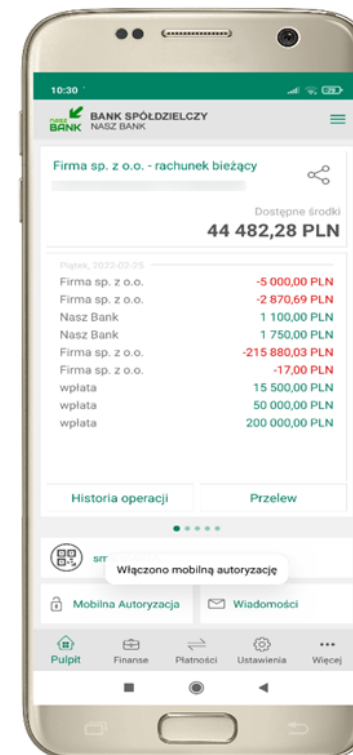 10:30
29
nasz BANK
BANK SPÓŁDZIELCZY
NASZ BANK
Firma sp. z o.o. - rachunek bieżący
Dostępne środki
44 482,28 PLN
Piątek, 2022-02-25
Firma sp. z o.o. -5 000,00 PLN
Firma sp. z o.o. -2 870,69 PLN
Nasz Bank 1 100,00 PLN
Nasz Bank 1 750,00 PLN
Firma sp. z o.o. -215 880,03 PLN
Firma sp. z o.o. -17,00 PLN
wpłata 15 500,00 PLN
wpłata 50 000,00 PLN
wpłata 200 000,00 PLN
Historia operacji Przelew
Włączono mobilną autoryzację
Mobilna Autoryzacja Wiadomości
Pulpit Finanse Płatności Ustawienia Więcej